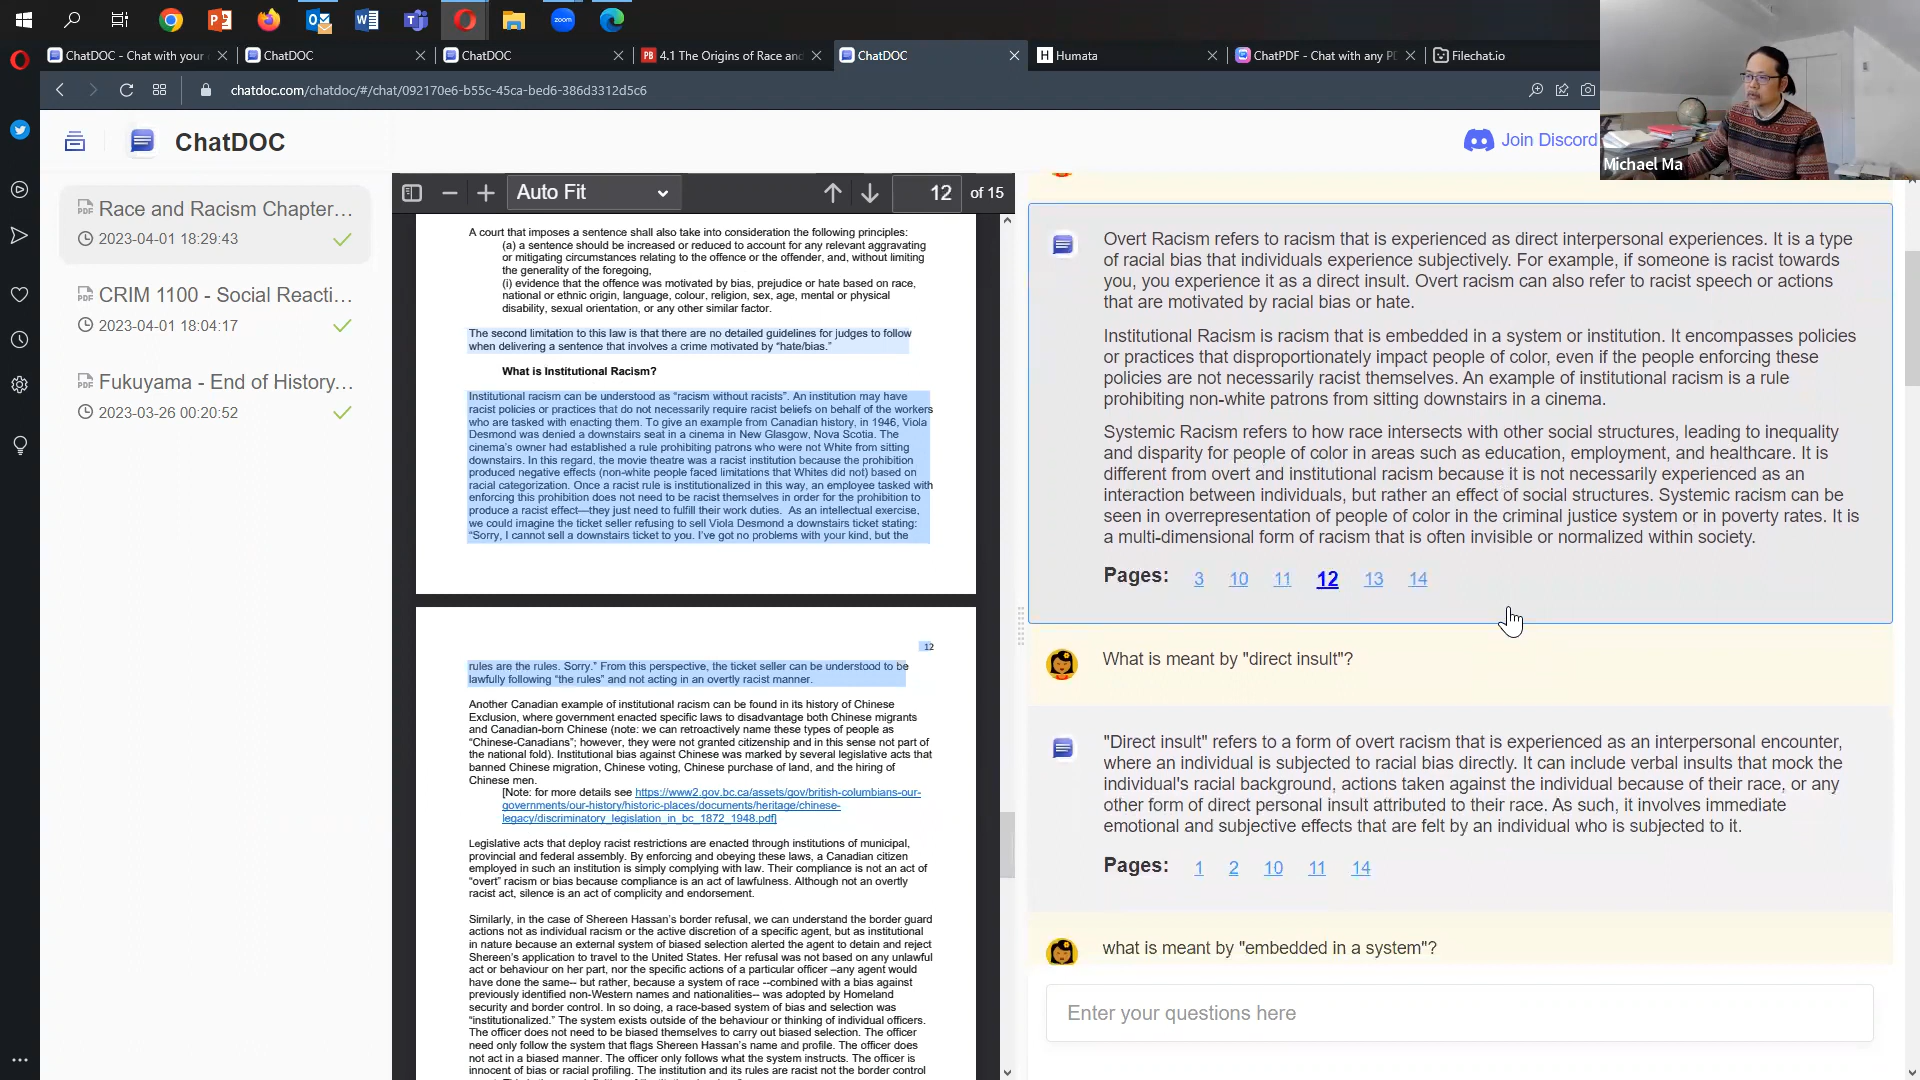 ChatDOC - Chat with your
ChatDOC
ChatDOC
4.1 The Origins of Race and
ChatDOC
Humata
ChatPDF - Chat with any P
Filechat.io
chatdoc.com/chatdoc/#/chat/092170e6-b55c-45ca-bed6-386d3312d5c6
ChatDOC
Join Discord
Michael Ma
Race and Racism Chapter...
2023-04-01 18:29:43
CRIM 1100 - Social Reacti...
2023-04-01 18:04:17
Fukuyama - End of History...
2023-03-26 00:20:52
Auto Fit
12
of 15
A court that imposes a sentence shall also take into consideration the following principles:
(a) a sentence should be increased or reduced to account for any relevant aggravating
or mitigating circumstances relating to the offence or the offender, and, without limiting
the generality of the foregoing,
(i) evidence that the offence was motivated by bias, prejudice or hate based on race,
national or ethnic origin, language, colour, religion, sex, age, mental or physical
disability, sexual orientation, or any other similar factor.
The second limitation to this law is that there are no detailed guidelines for judges to follow
when delivering a sentence that involves a crime motivated by “hate/bias.”
What is Institutional Racism?
Institutional racism can be understood as “racism without racists”. An institution may have
racist policies or practices that do not necessarily require racist beliefs on behalf of the workers
who are tasked with enacting them. To give an example from Canadian history, in 1946, Viola
Desmond was denied a downstairs seat in a cinema in New Glasgow, Nova Scotia. The
cinema’s owner had established a rule prohibiting patrons who were not White from sitting
downstairs. In this regard, the movie theatre was a racist institution because the prohibition
produced negative effects (non-white people faced limitations that Whites did not) based on
racial categorization. Once a racist rule is institutionalized in this way, an employee tasked with
enforcing this prohibition does not need to be racist themselves in order for the prohibition to
produce a racist effect—they just need to fulfill their work duties. As an intellectual exercise,
we could imagine the ticket seller refusing to sell Viola Desmond a downstairs ticket stating:
“Sorry, I cannot sell a downstairs ticket to you. I’ve got no problems with your kind, but the
12
rules are the rules. Sorry.” From this perspective, the ticket seller can be understood to be
lawfully following “the rules” and not acting in an overtly racist manner.
Another Canadian example of institutional racism can be found in its history of Chinese
Exclusion, where government enacted specific laws to disadvantage both Chinese migrants
and Canadian-born Chinese (note: we can retroactively name these types of people as
“Chinese-Canadians”; however, they were not granted citizenship and in this sense not part of
the national fold). Institutional bias against Chinese was marked by several legislative acts that
banned Chinese migration, Chinese voting, Chinese purchase of land, and the hiring of
Chinese men.
[Note: for more details see https://www2.gov.bc.ca/assets/gov/british-columbians-our-
governments/our-history/historic-places/documents/heritage/chinese-
legacy/discriminatory_legislation_in_bc_1872_1948.pdf]
Legislative acts that deploy racist restrictions are enacted through institutions of municipal,
provincial and federal assembly. By enforcing and obeying these laws, a Canadian citizen
employed in such an institution is simply complying with law. Their compliance is not an act of
“overt” racism or bias because compliance is an act of lawfulness. Although not an overtly
racist act, silence is an act of complicity and endorsement.
Similarly, in the case of Shereen Hassan’s border refusal, we can understand the border guard
actions not as individual racism or the active discretion of a specific agent, but as institutional
in nature because an external system of biased selection alerted the agent to detain and reject
Shereen’s application to travel to the United States. Her refusal was not based on any unlawful
act or behaviour on her part, nor the specific actions of a particular officer –any agent would
have done the same-- but rather, because a system of race --combined with a bias against
previously identified non-Western names and nationalities-- was adopted by Homeland
security and border control. In so doing, a race-based system of bias and selection was
“institutionalized.” The system exists outside of the behaviour or thinking of individual officers.
The officer does not need to be biased themselves to carry out biased selection. The officer
need only follow the system that flags Shereen Hassan’s name and profile. The officer does
not act in a biased manner. The officer only follows what the system instructs. The officer is
innocent of bias or racial profiling. The institution and its rules are racist not the border control
Overt Racism refers to racism that is experienced as direct interpersonal experiences. It is a type
of racial bias that individuals experience subjectively. For example, if someone is racist towards
you, you experience it as a direct insult. Overt racism can also refer to racist speech or actions
that are motivated by racial bias or hate.
Institutional Racism is racism that is embedded in a system or institution. It encompasses policies
or practices that disproportionately impact people of color, even if the people enforcing these
policies are not necessarily racist themselves. An example of institutional racism is a rule
prohibiting non-white patrons from sitting downstairs in a cinema.
Systemic Racism refers to how race intersects with other social structures, leading to inequality
and disparity for people of color in areas such as education, employment, and healthcare. It is
different from overt and institutional racism because it is not necessarily experienced as an
interaction between individuals, but rather an effect of social structures. Systemic racism can be
seen in overrepresentation of people of color in the criminal justice system or in poverty rates. It is
a multi-dimensional form of racism that is often invisible or normalized within society.
Pages: 3 10 11 12 13 14
What is meant by "direct insult"?
"Direct insult" refers to a form of overt racism that is experienced as an interpersonal encounter,
where an individual is subjected to racial bias directly. It can include verbal insults that mock the
individual's racial background, actions taken against the individual because of their race, or any
other form of direct personal insult attributed to their race. As such, it involves immediate
emotional and subjective effects that are felt by an individual who is subjected to it.
Pages: 1 2 10 11 14
what is meant by "embedded in a system"?
Enter your questions here